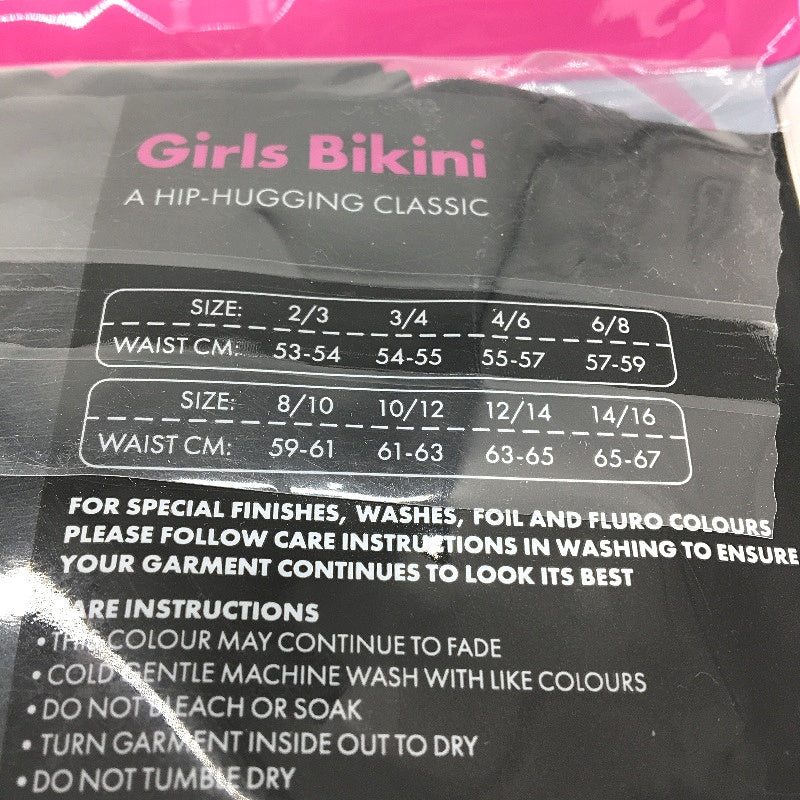 Girls Bikini
A HIP-HUGGING CLASSIC
SIZE: 2/3 3/4 4/6 6/8
WAIST CM: 53-54 54-55 55-57 57-59
SIZE: 8/10 10/12 12/14 14/16
WAIST CM: 59-61 61-63 63-65 65-67
FOR SPECIAL FINISHES, WASHES, FOIL AND FLURO COLOURS
PLEASE FOLLOW CARE INSTRUCTIONS IN WASHING TO ENSURE
YOUR GARMENT CONTINUES TO LOOK ITS BEST
CARE INSTRUCTIONS
• THIS COLOUR MAY CONTINUE TO FADE
• COLD GENTLE MACHINE WASH WITH LIKE COLOURS
• DO NOT BLEACH OR SOAK
• TURN GARMENT INSIDE OUT TO DRY
• DO NOT TUMBLE DRY